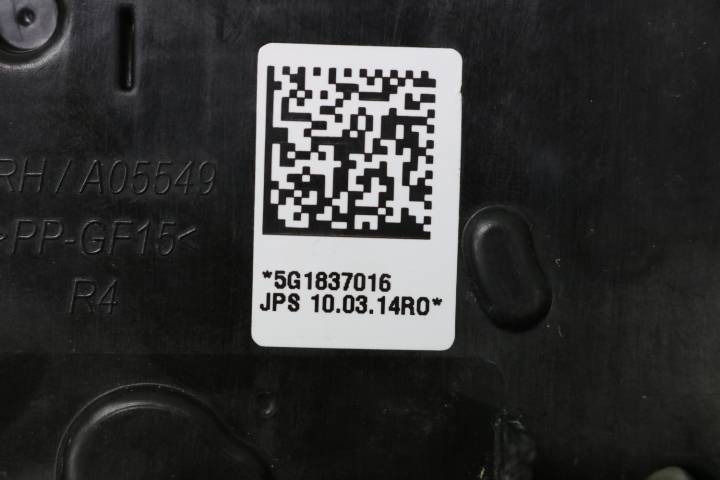 RH / A05549
>PP-GF15<
R4
*5G1837016
JPS 10.03.14R0*